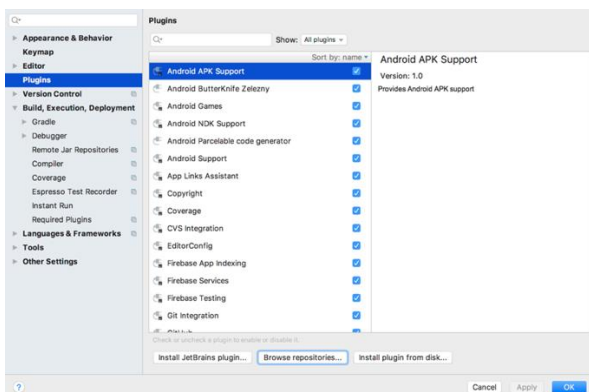 Plugins
Appearance & Behavior
Keymap
Editor
Plugins
Version Control
Build, Execution, Deployment
Gradle
Debugger
Remote Jar Repositories
Compiler
Coverage
Espresso Test Recorder
Instant Run
Required Plugins
Languages & Frameworks
Tools
Other Settings
Show: All plugins
Sort by: name
Android APK Support
Android ButterKnife Zelezny
Android Games
Android NDK Support
Android Parcelable code generator
Android Support
App Links Assistant
Copyright
Coverage
CVS Integration
EditorConfig
Firebase App Indexing
Firebase Services
Firebase Testing
Git Integration
GitHub
Check or uncheck a plugin to enable or disable it.
Install JetBrains plugin...
Browse repositories...
Install plugin from disk...
Android APK Support
Version: 1.0
Provides Android APK support
?
Cancel
Apply
OK